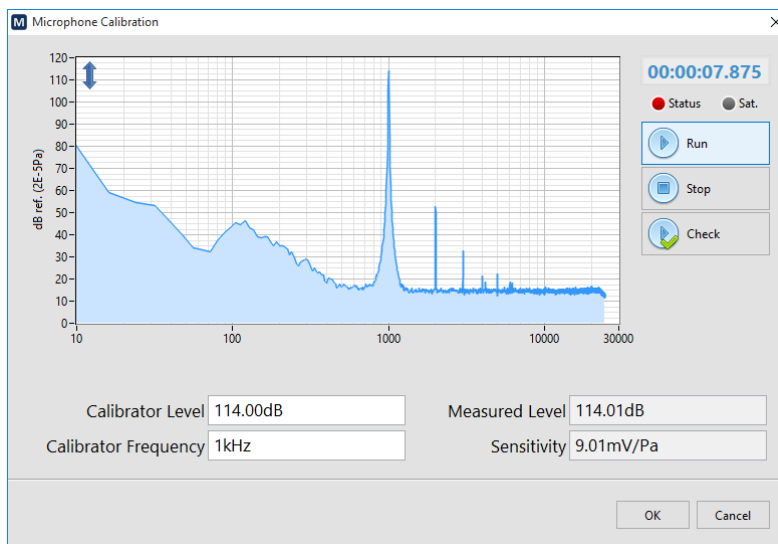 M Microphone Calibration ×
120
110
100
90
80
70
60
50
40
30
20
10
0
dB ref. (2E-5Pa)
10 100 1000 10000 30000
00:00:07.875
Status Sat.
Run
Stop
Check
Calibrator Level 114.00dB Measured Level 114.01dB
Calibrator Frequency 1kHz Sensitivity 9.01mV/Pa
OK Cancel